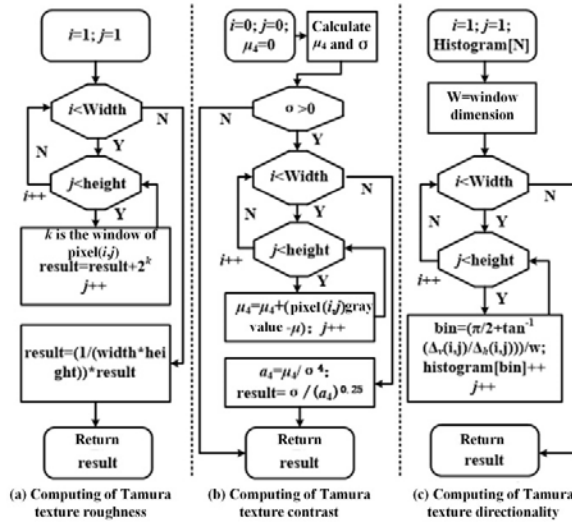 i=1; j=1
i<Width
N
Y
N
j<height
i++
Y
k is the window of
pixel(i,j)
result=result+2^k
j++
result=(1/(width*hei
ght))*result
Return
result
(a) Computing of Tamura
texture roughness
i=0; j=0;
μ₄=0
Calculate
μ₄ and σ
σ>0
N
Y
i<Width
N
Y
N
j<height
i++
Y
μ₄=μ₄+(pixel(i,j)gray
value -μ); j++
a₄=μ₄/σ⁴;
result= σ/(a₄)^0.25
Return
result
(b) Computing of Tamura
texture contrast
i=1; j=1;
Histogram[N]
W=window
dimension
i<Width
N
Y
N
j<height
i++
Y
bin=(π/2+tan⁻¹
(Δᵥ(i,j)/Δₕ(i,j)))/w;
histogram[bin]++
j++
Return
result
(c) Computing of Tamura
texture directionality